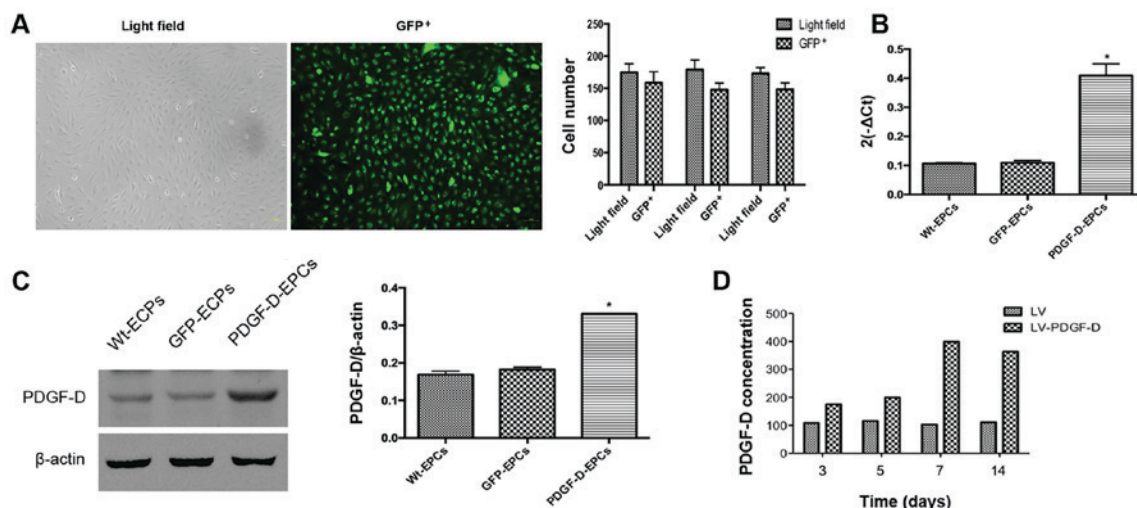 A
Light field
GFP+
Cell number
250
200
150
100
50
0
Light field
GFP+
Light field
GFP+
Light field
GFP+
Light field
GFP+
B
2(-ΔCt)
0.5
0.4
0.3
0.2
0.1
0.0
*
Wt-EPCs
GFP-EPCs
PDGF-D-EPCs
C
Wt-ECPs
GFP-ECPs
PDGF-D-EPCs
PDGF-D
β-actin
PDGF-D/β-actin
0.4
0.3
0.2
0.1
0.0
*
Wt-EPCs
GFP-EPCs
PDGF-D-EPCs
D
LV
LV-PDGF-D
PDGF-D concentration
500
400
300
200
100
0
3 5 7 14
Time (days)